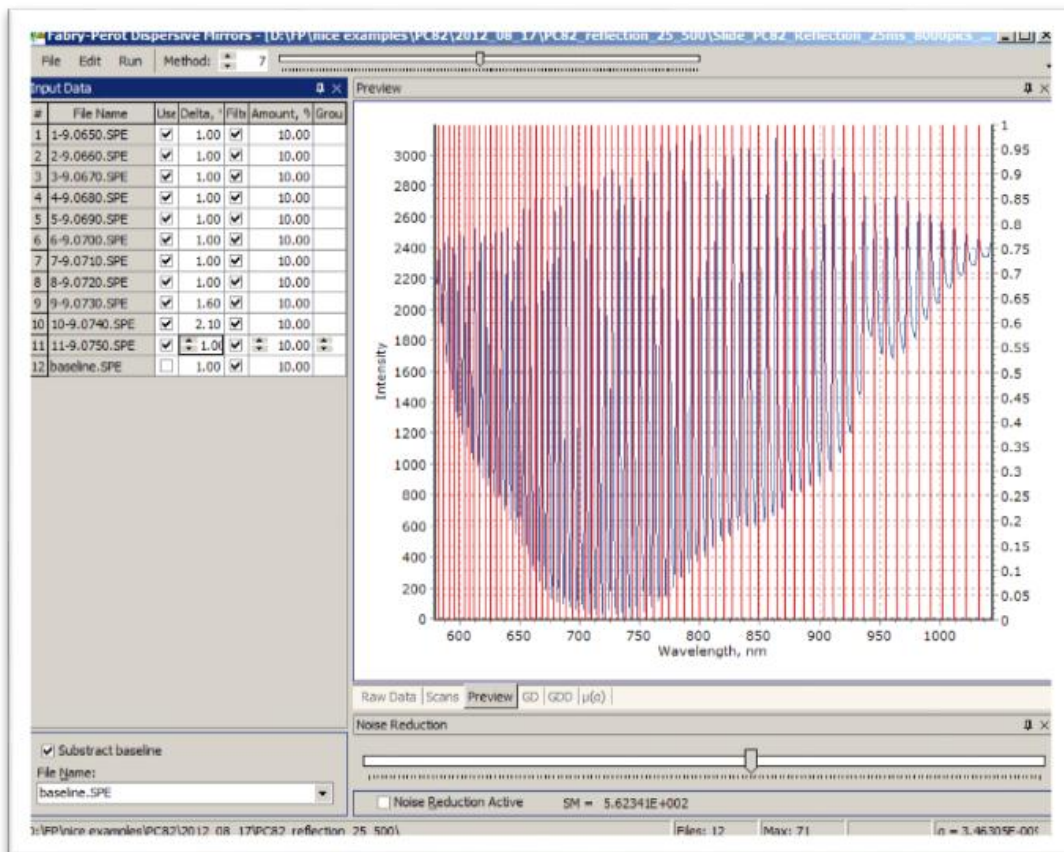 Fabry-Perot Dispersive Mirrors - [D:\FP\nice examples\PC82\2012_08_17\PC82_reflection_25_500\Slide_PC82_Reflection_25ms_8000pics_
File Edit Run Method: 7
Input Data
# File Name Use Delta, Filt Amount, % Grou
1 1-9.0650.SPE 1.00 10.00
2 2-9.0660.SPE 1.00 10.00
3 3-9.0670.SPE 1.00 10.00
4 4-9.0680.SPE 1.00 10.00
5 5-9.0690.SPE 1.00 10.00
6 6-9.0700.SPE 1.00 10.00
7 7-9.0710.SPE 1.00 10.00
8 8-9.0720.SPE 1.00 10.00
9 9-9.0730.SPE 1.60 10.00
10 10-9.0740.SPE 2.10 10.00
11 11-9.0750.SPE 1.0 10.00
12 baseline.SPE 1.00 10.00
Substract baseline
File Name:
baseline.SPE
Preview
Intensity
3000
2800
2600
2400
2200
2000
1800
1600
1400
1200
1000
800
600
400
200
0
1
0.95
0.9
0.85
0.8
0.75
0.7
0.65
0.6
0.55
0.5
0.45
0.4
0.35
0.3
0.25
0.2
0.15
0.1
0.05
0
600 650 700 750 800 850 900 950 1000
Wavelength, nm
Raw Data Scans Preview GD GDD μ(α)
Noise Reduction
Noise Reduction Active SM = 5.62341E+002
D:\FP\nice examples\PC82\2012_08_17\PC82_reflection_25_500\ Files: 12 Max: 71 α = 3.46305E-009